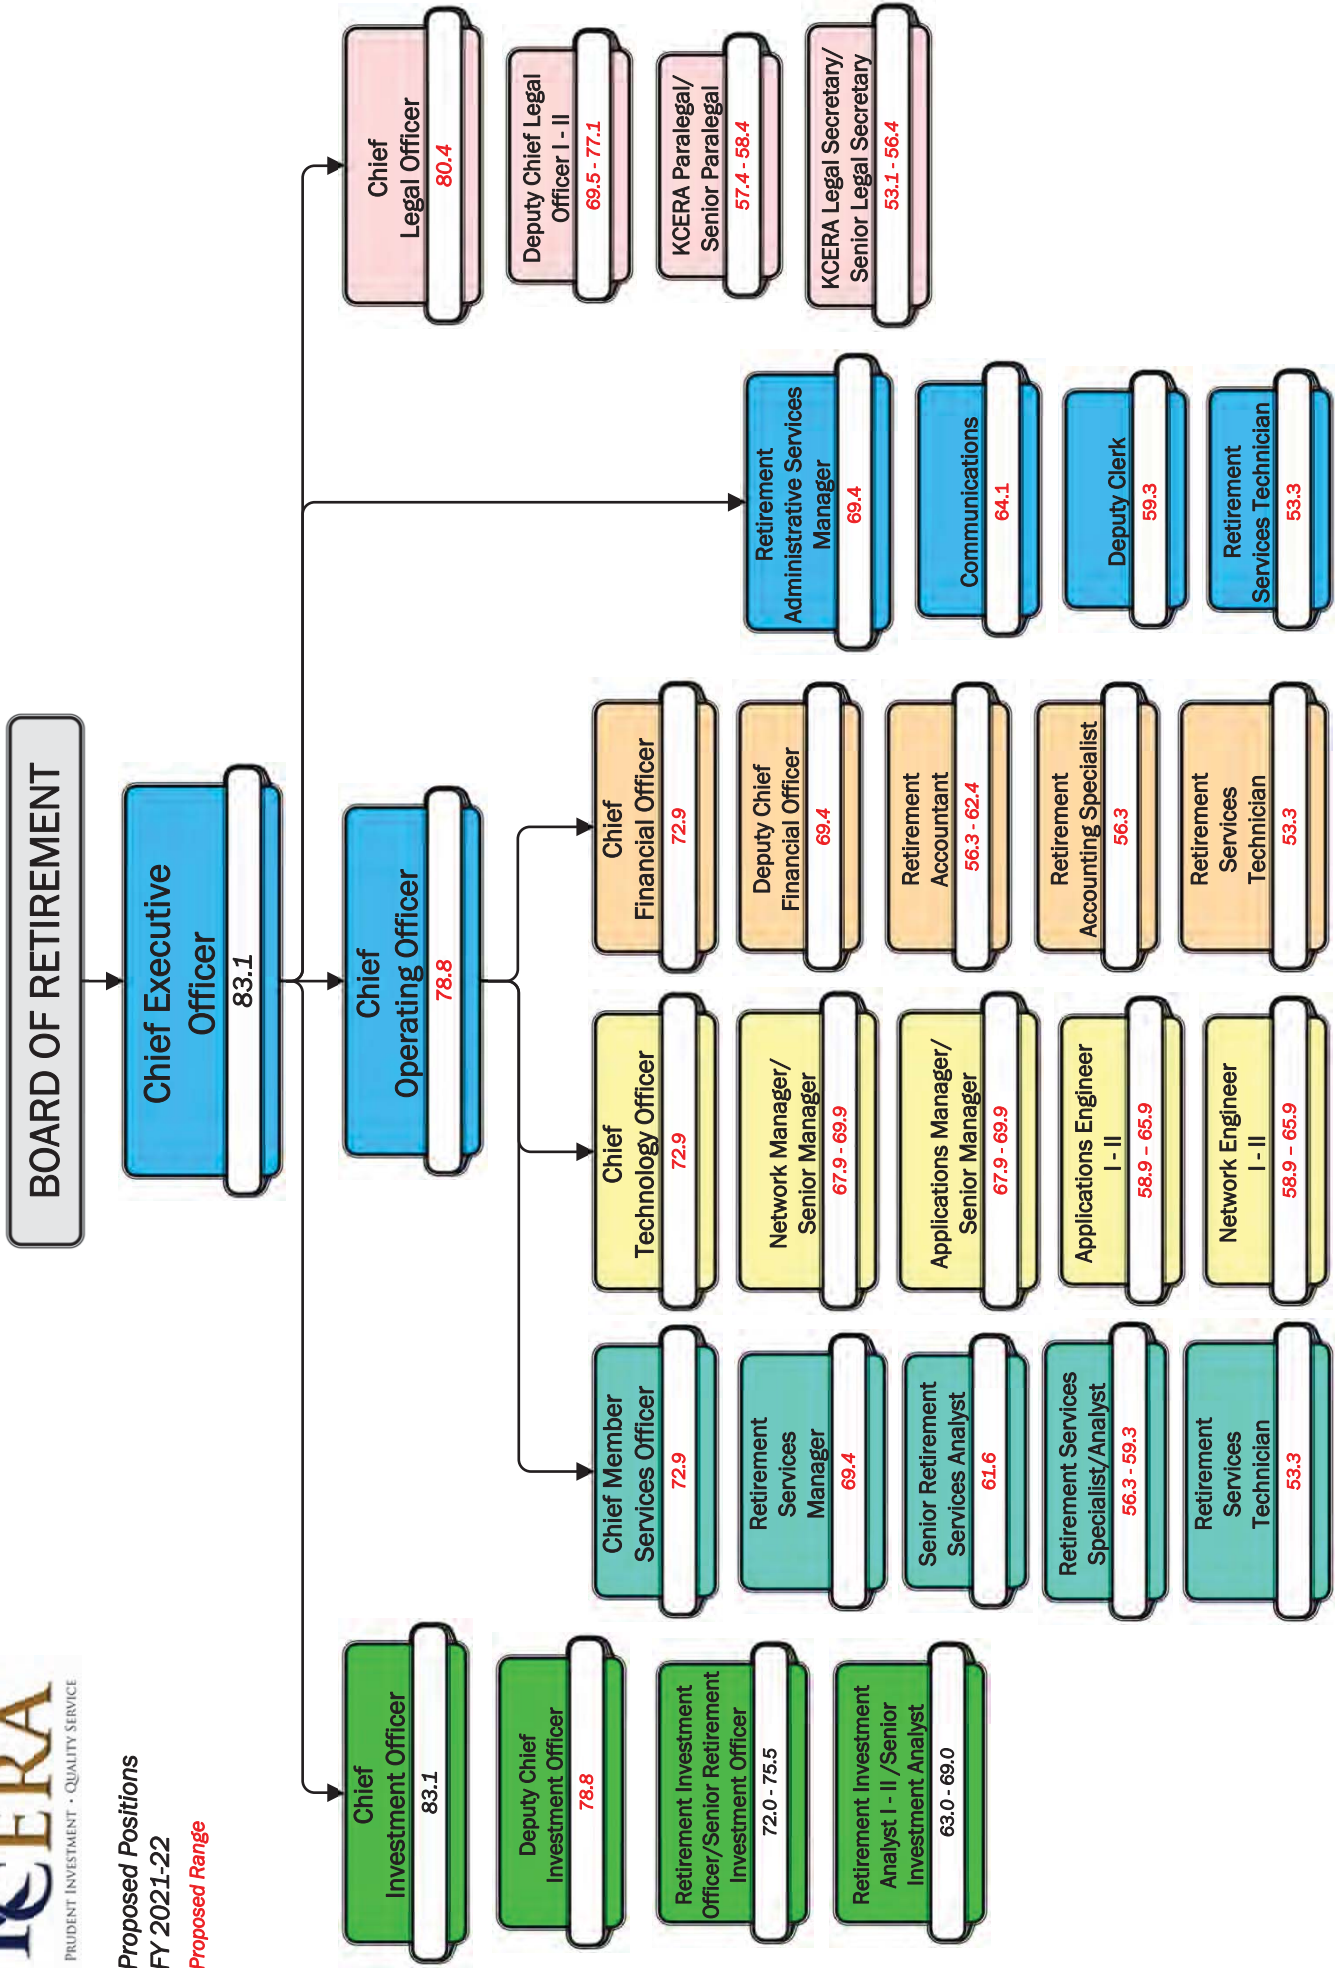 KCERA
PRUDENT INVESTMENT · QUALITY SERVICE
Proposed Positions
FY 2021-22
Proposed Range
BOARD OF RETIREMENT
Chief Executive
Officer
83.1
Chief
Operating Officer
78.8
Chief
Investment Officer
83.1
Deputy Chief
Investment Officer
78.8
Retirement Investment
Officer/Senior Retirement
Investment Officer
72.0 - 75.5
Retirement Investment
Analyst I - II /Senior
Investment Analyst
63.0 - 69.0
Chief Member
Services Officer
72.9
Retirement
Services
Manager
69.4
Senior Retirement
Services Analyst
61.6
Retirement Services
Specialist/Analyst
56.3 - 59.3
Retirement
Services
Technician
53.3
Chief
Technology Officer
72.9
Network Manager/
Senior Manager
67.9 - 69.9
Applications Manager/
Senior Manager
67.9 - 69.9
Applications Engineer
I - II
58.9 – 65.9
Network Engineer
I - II
58.9 – 65.9
Chief
Financial Officer
72.9
Deputy Chief
Financial Officer
69.4
Retirement
Accountant
56.3 - 62.4
Retirement
Accounting Specialist
56.3
Retirement
Services
Technician
53.3
Retirement
Administrative Services
Manager
69.4
Communications
64.1
Deputy Clerk
59.3
Retirement
Services Technician
53.3
Chief
Legal Officer
80.4
Deputy Chief Legal
Officer I - II
69.5 - 77.1
KCERA Paralegal/
Senior Paralegal
57.4 - 58.4
KCERA Legal Secretary/
Senior Legal Secretary
53.1 - 56.4